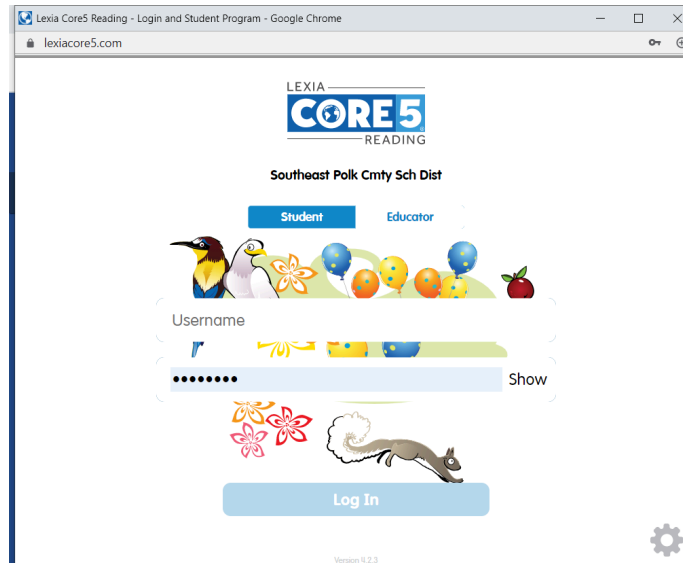 Lexia Core5 Reading - Login and Student Program - Google Chrome
lexiacore5.com
LEXIA
CORE5
READING
Southeast Polk Cmty Sch Dist
Student Educator
Username
•••••••• Show
Log In
Version 4.2.3